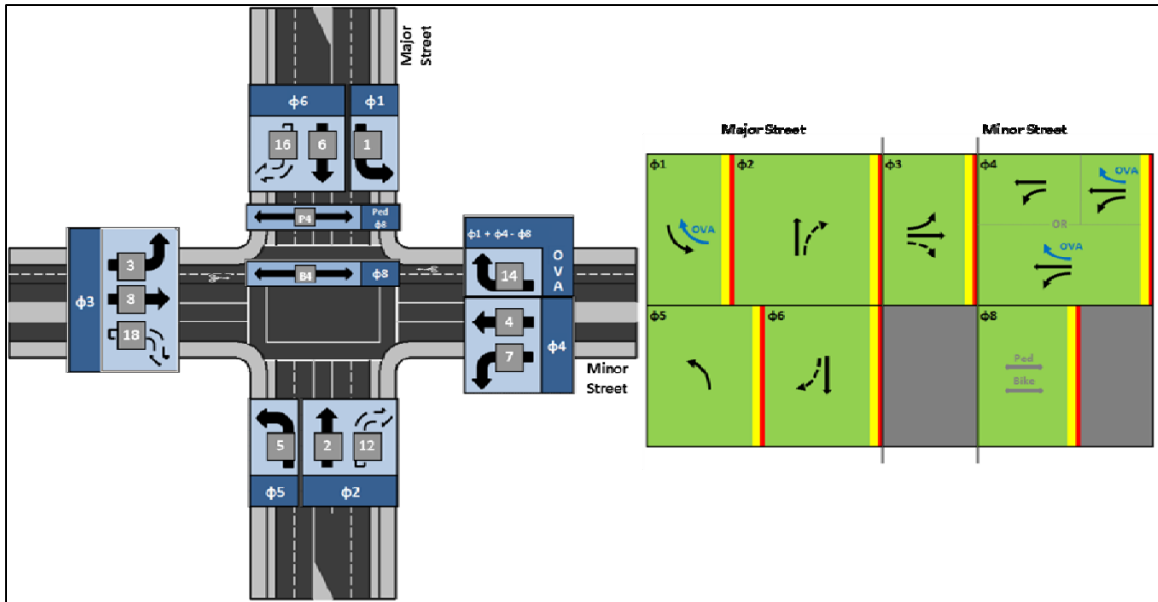 Major
Street
ϕ6
ϕ1
16
6
1
P4
Ped
ϕ8
ϕ3
3
8
18
B4
ϕ8
ϕ1 + ϕ4 - ϕ8
O
V
A
14
4
7
ϕ4
Minor
Street
5
2
12
ϕ5
ϕ2
Major Street
Minor Street
ϕ1
OVA
ϕ2
ϕ3
ϕ4
OVA
OR
OVA
ϕ5
ϕ6
ϕ8
Ped
Bike